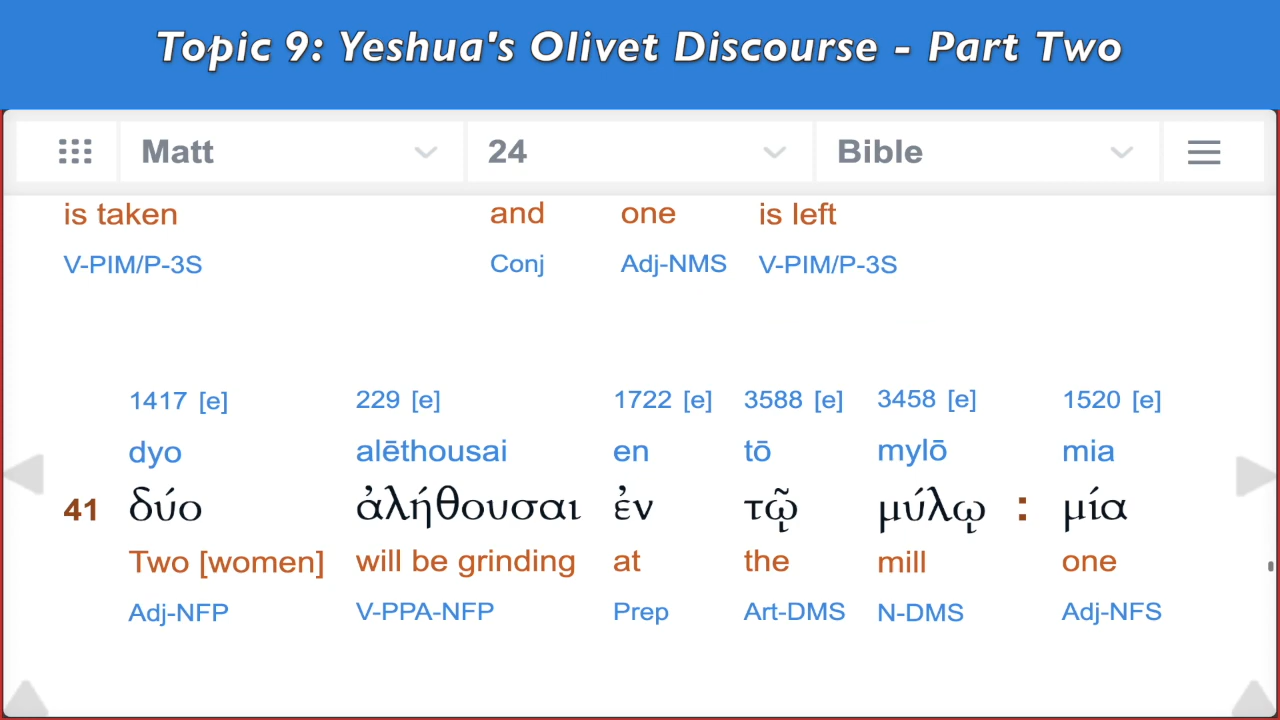 Topic 9: Yeshua's Olivet Discourse - Part Two
Matt 24 Bible
is taken and one is left
V-PIM/P-3S Conj Adj-NMS V-PIM/P-3S
1417 [e] 229 [e] 1722 [e] 3588 [e] 3458 [e] 1520 [e]
dyo alēthousai en tō mylō mia
41 δύο ἀλήθουσαι ἐν τῷ μύλῳ : μία
Two [women] will be grinding at the mill one
Adj-NFP V-PPA-NFP Prep Art-DMS N-DMS Adj-NFS